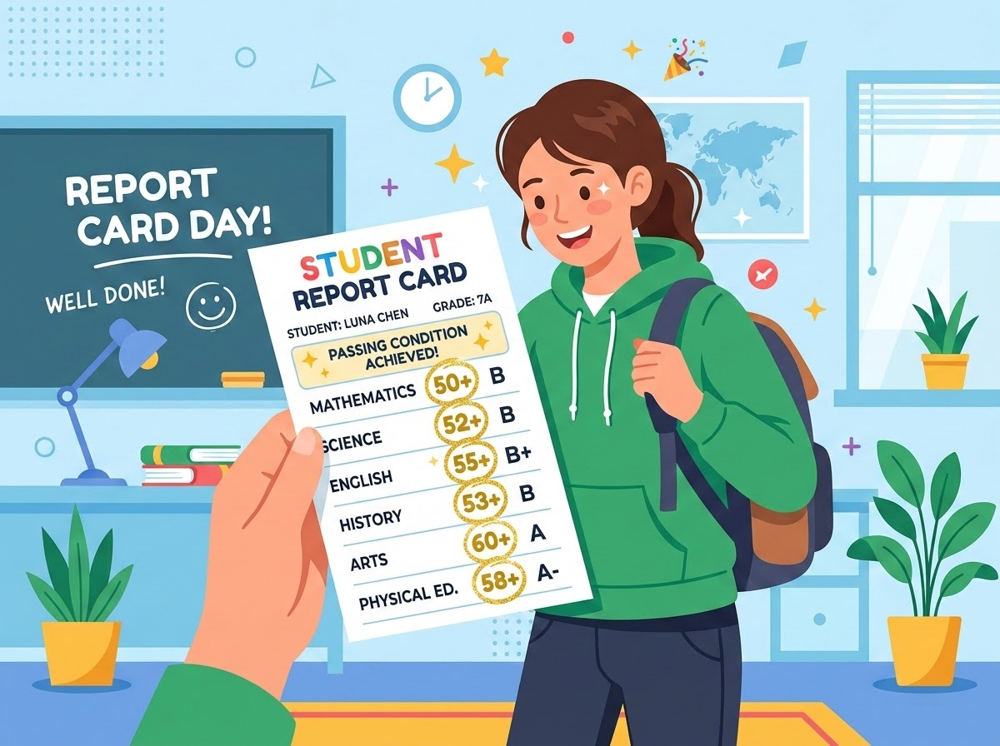 REPORT
CARD DAY!
WELL DONE!
STUDENT
REPORT CARD
STUDENT: LUNA CHEN GRADE: 7A
PASSING CONDITION
ACHIEVED!
MATHEMATICS 50+ B
SCIENCE 52+ B
ENGLISH 55+ B+
HISTORY 53+ B
ARTS 60+ A
PHYSICAL ED. 58+ A-